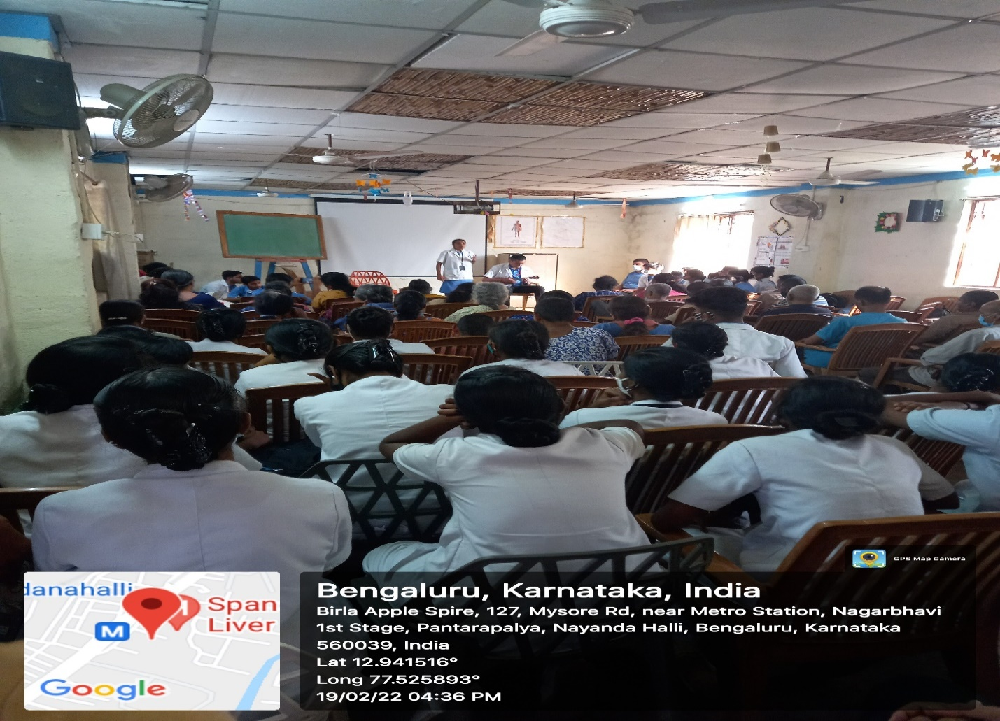 GPS Map Camera
danahalli
M
Span
Liver
Google
Bengaluru, Karnataka, India
Birla Apple Spire, 127, Mysore Rd, near Metro Station, Nagarbhavi
1st Stage, Pantarapalya, Nayanda Halli, Bengaluru, Karnataka
560039, India
Lat 12.941516°
Long 77.525893°
19/02/22 04:36 PM